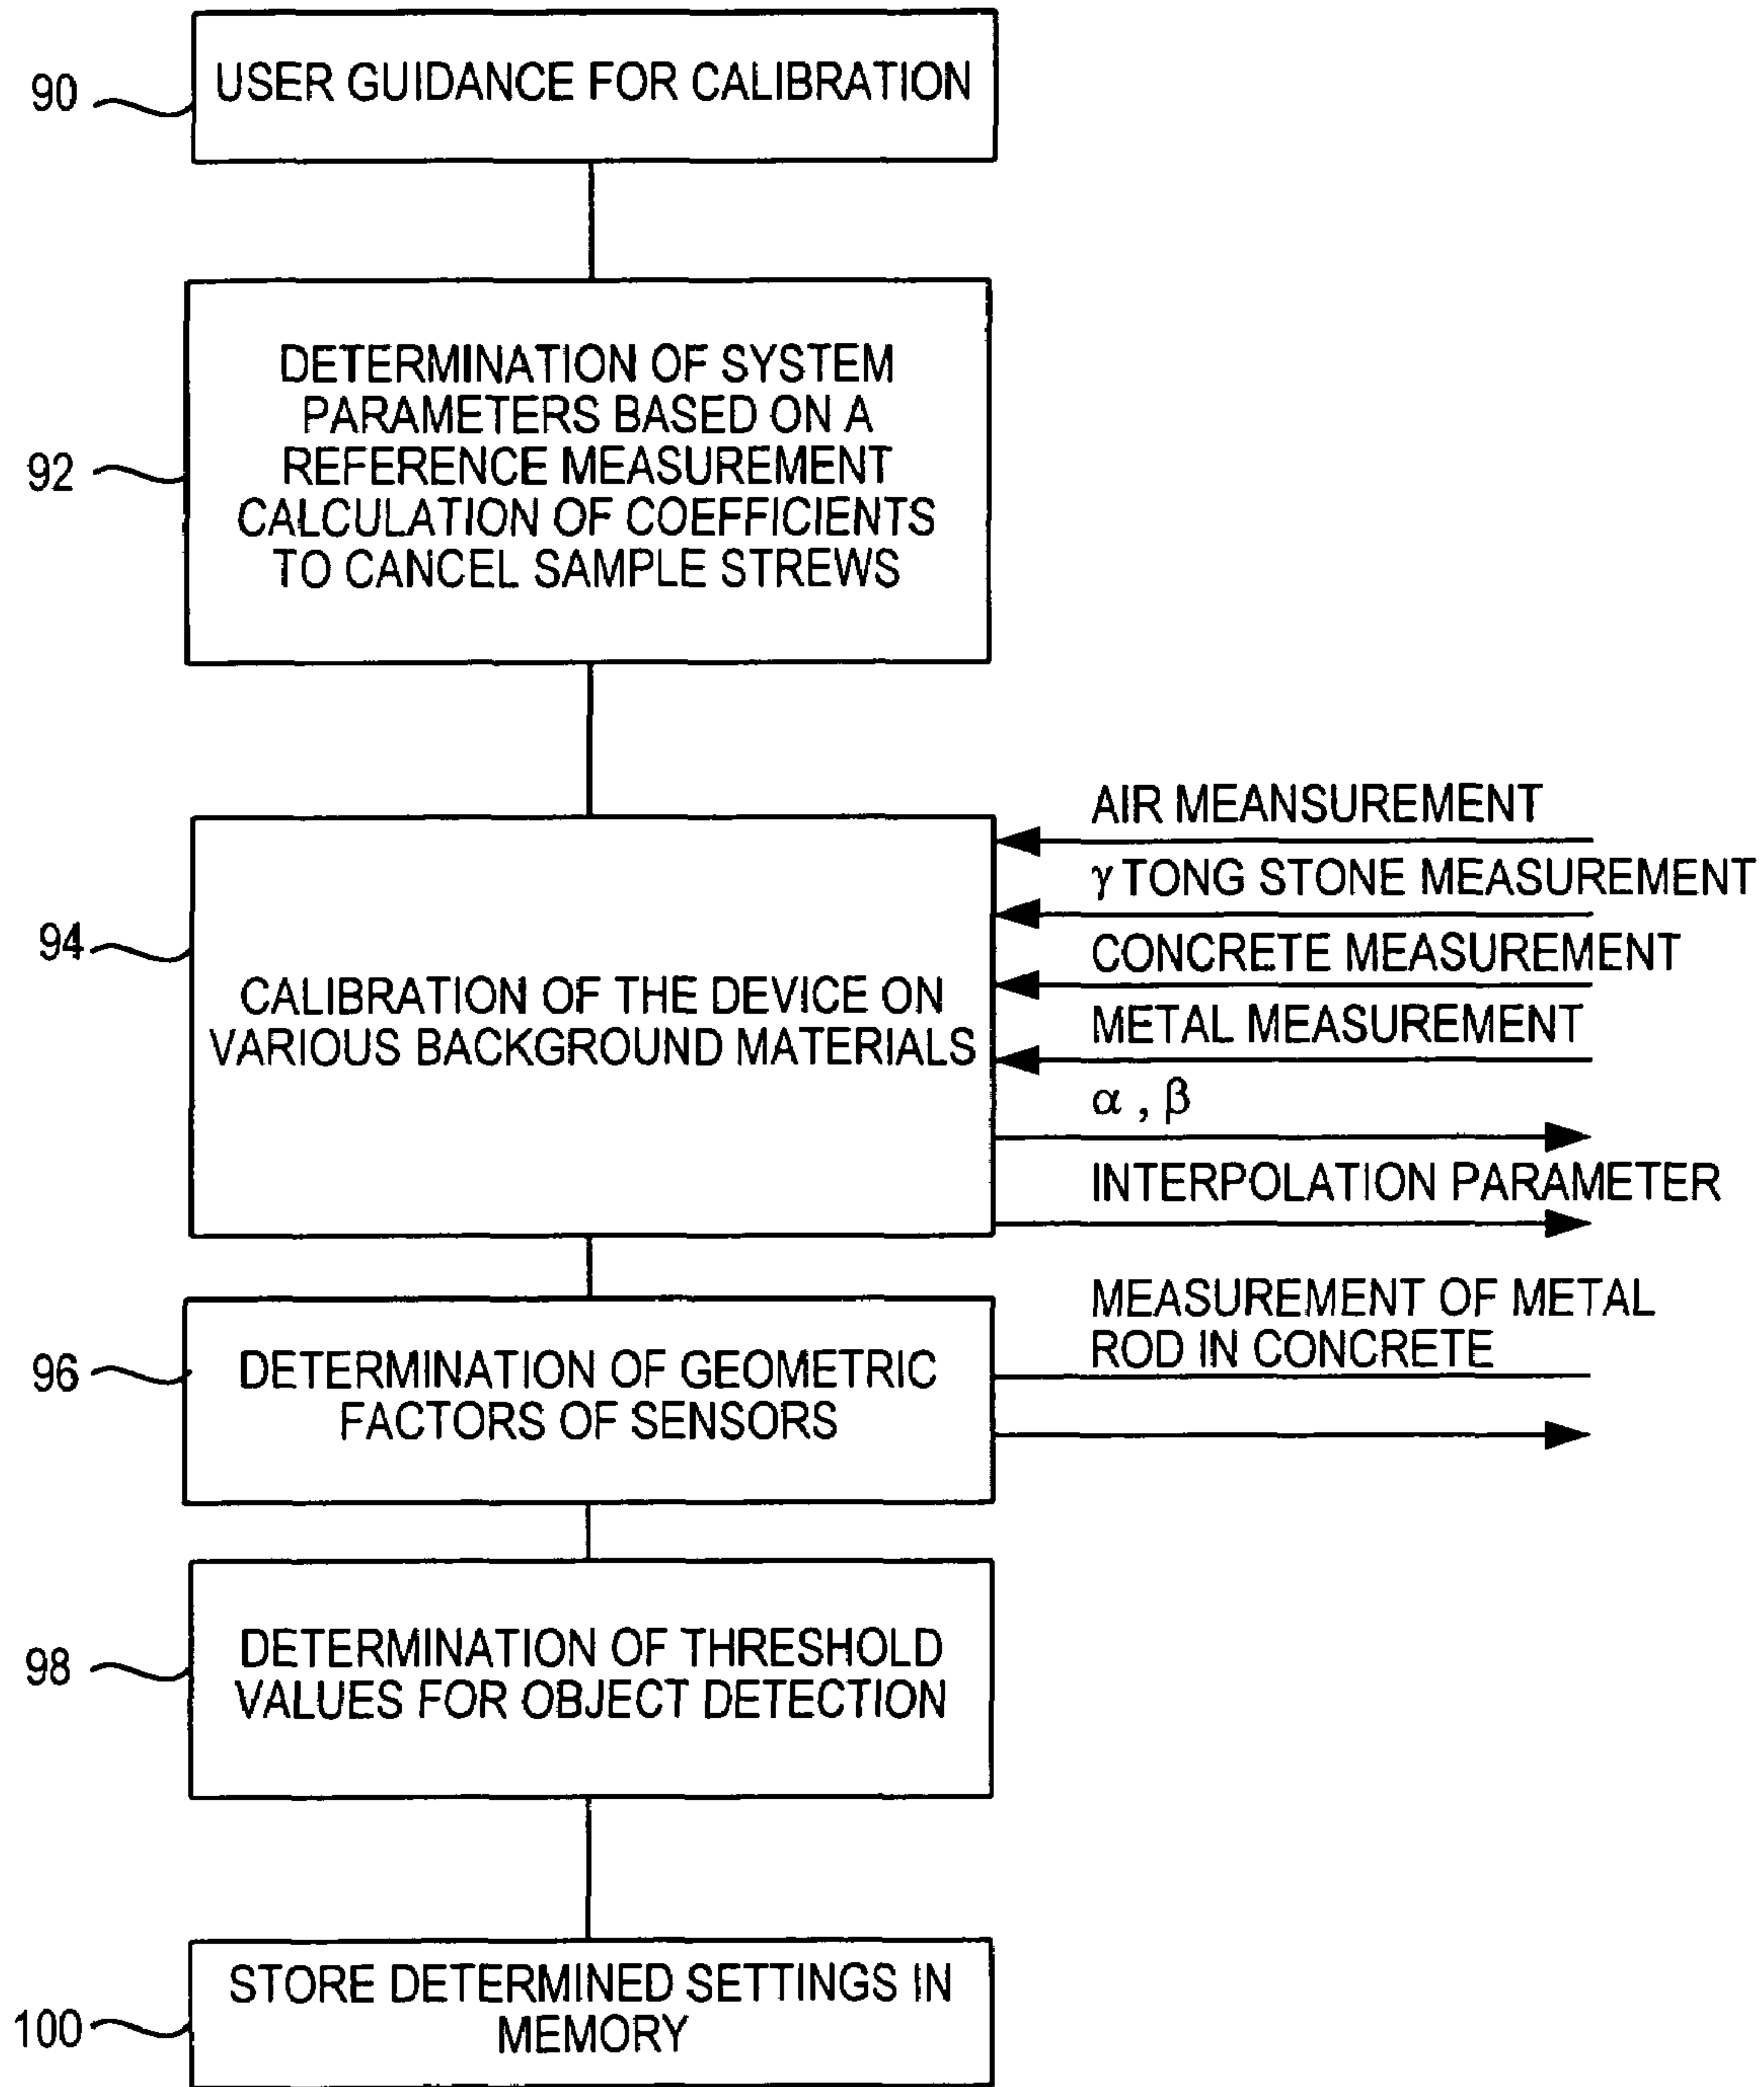 90
USER GUIDANCE FOR CALIBRATION
92
DETERMINATION OF SYSTEM
PARAMETERS BASED ON A
REFERENCE MEASUREMENT
CALCULATION OF COEFFICIENTS
TO CANCEL SAMPLE STREWS
94
CALIBRATION OF THE DEVICE ON
VARIOUS BACKGROUND MATERIALS
AIR MEANSUREMENT
γ TONG STONE MEASUREMENT
CONCRETE MEASUREMENT
METAL MEASUREMENT
α , β
INTERPOLATION PARAMETER
96
DETERMINATION OF GEOMETRIC
FACTORS OF SENSORS
MEASUREMENT OF METAL
ROD IN CONCRETE
98
DETERMINATION OF THRESHOLD
VALUES FOR OBJECT DETECTION
100
STORE DETERMINED SETTINGS IN
MEMORY